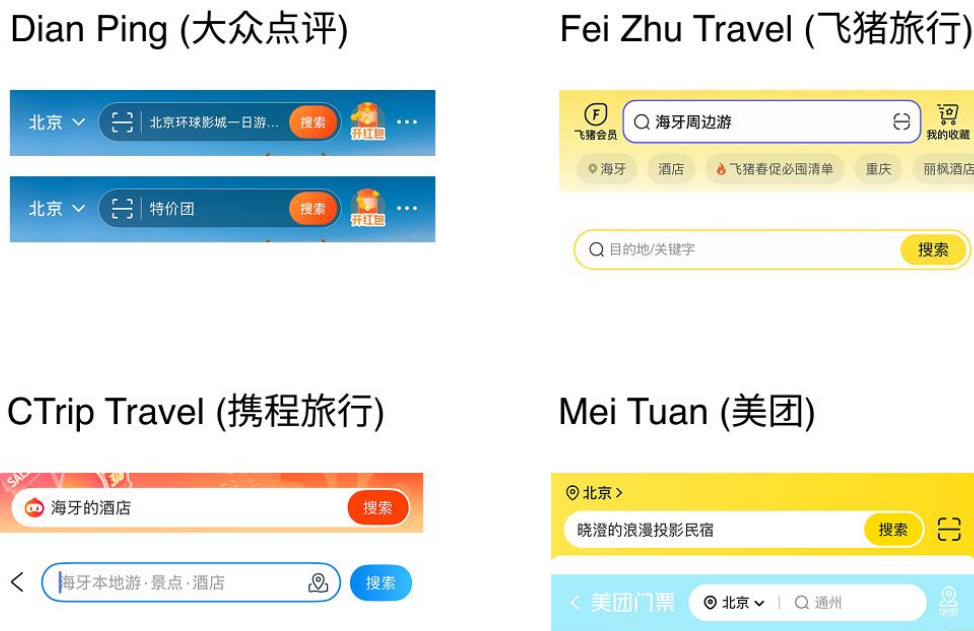 Dian Ping (大众点评)
北京 北京环球影城一日游... 搜索 开红包
北京 特价团 搜索 开红包
Fei Zhu Travel (飞猪旅行)
飞猪会员 海牙周边游 我的收藏
海牙 酒店 飞猪春促必囤清单 重庆 丽枫酒店
目的地/关键字 搜索
CTrip Travel (携程旅行)
海牙的酒店 搜索
海牙本地游·景点·酒店 搜索
Mei Tuan (美团)
北京
晓澄的浪漫投影民宿 搜索
美团门票 北京 通州 地图